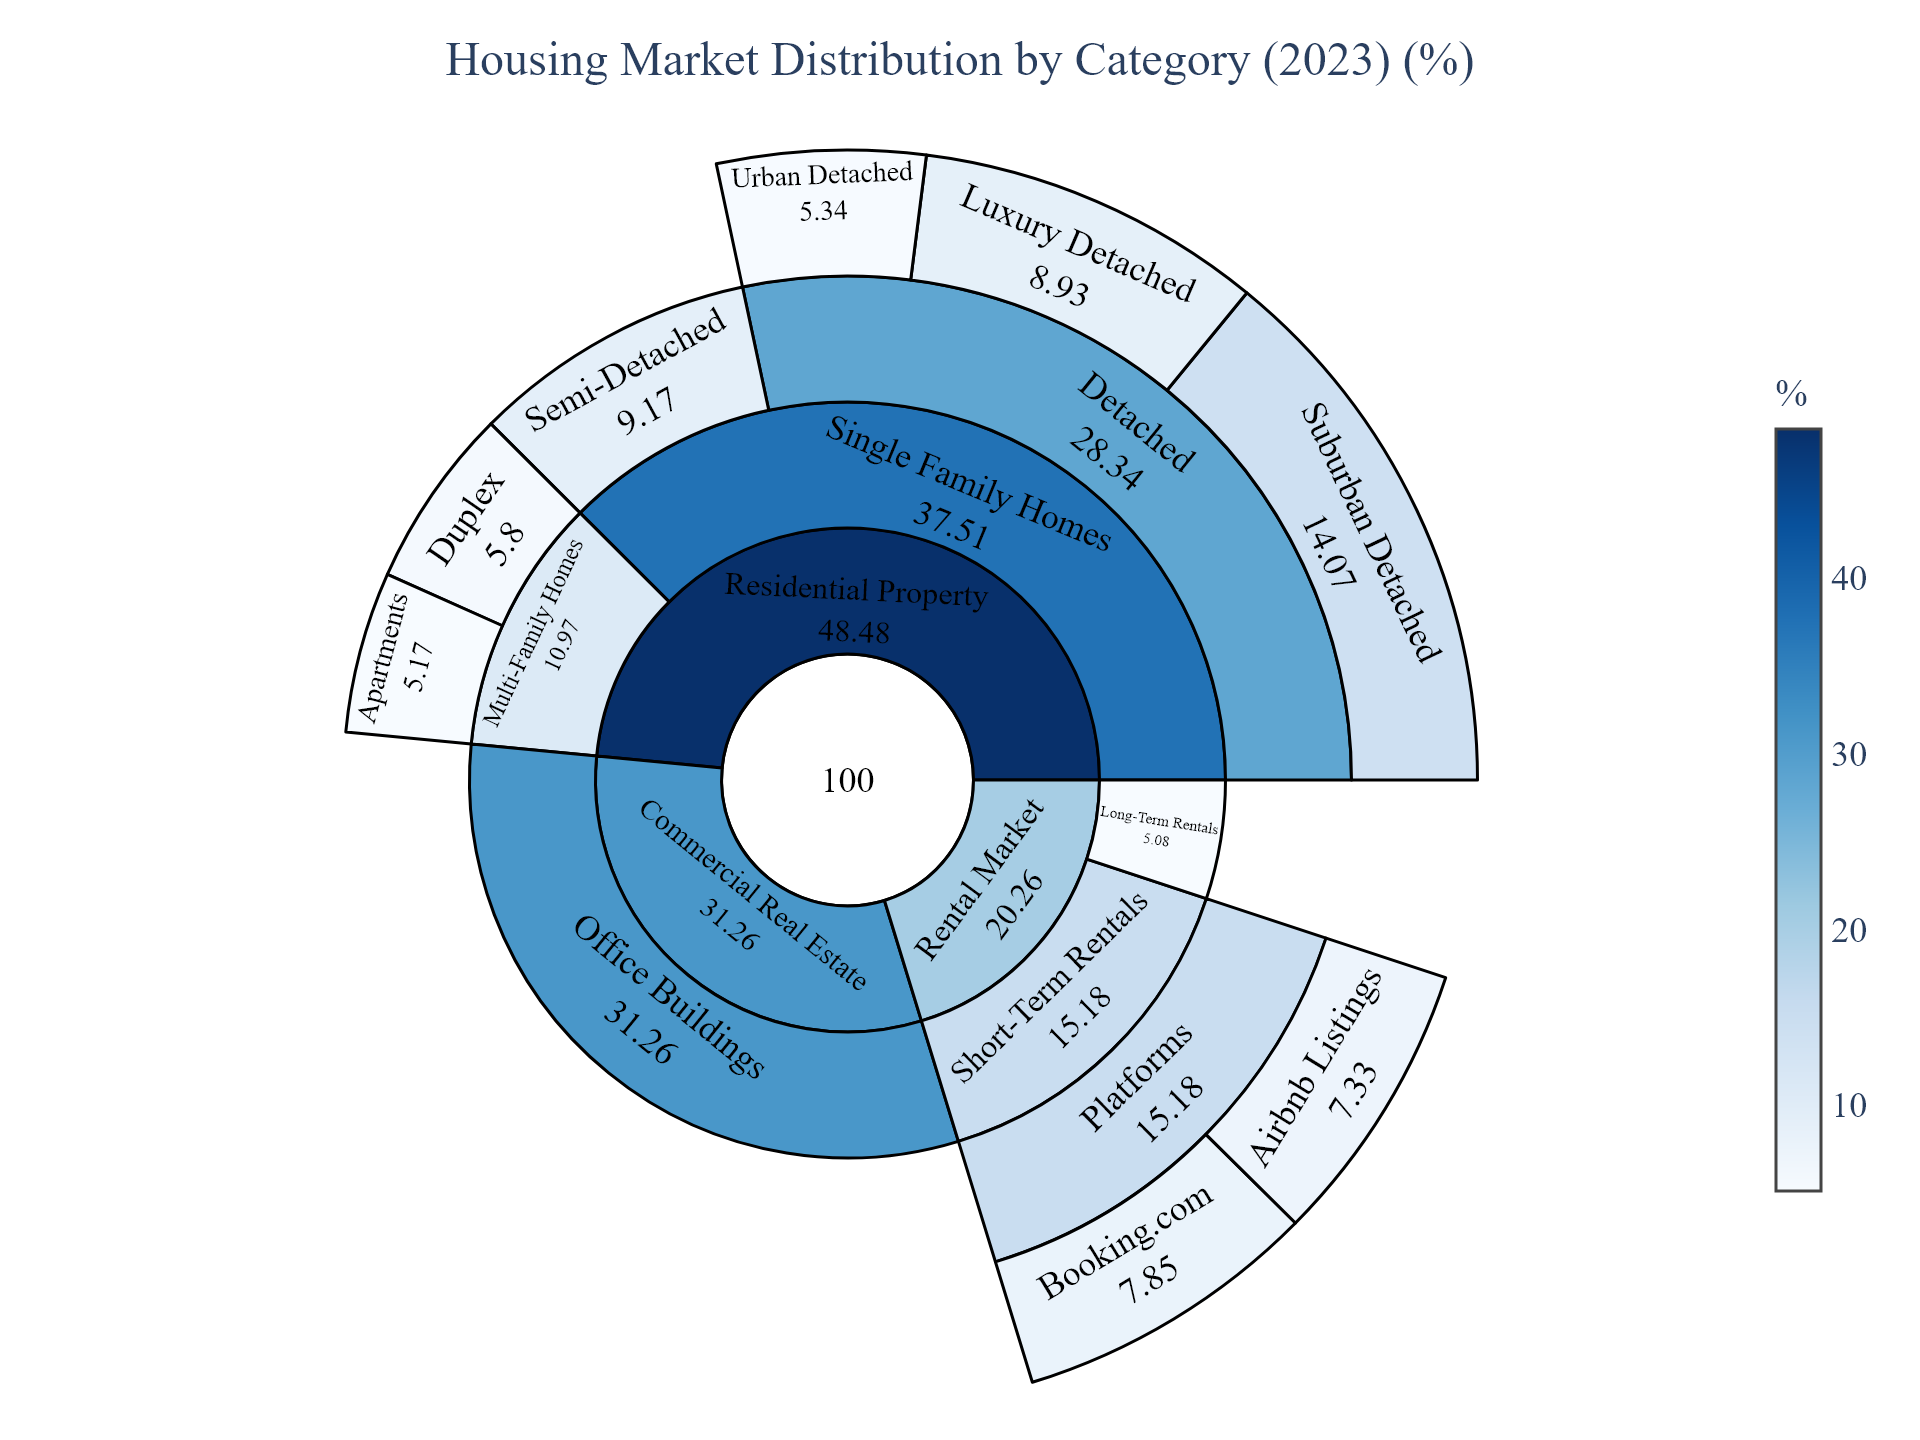 Housing Market Distribution by Category (2023) (%)
Urban Detached
5.34
Luxury Detached
8.93
Suburban Detached
14.07
Detached
28.34
Semi-Detached
9.17
Single Family Homes
37.51
Duplex
5.8
Apartments
5.17
Multi-Family Homes
10.97
Residential Property
48.48
100
Commercial Real Estate
31.26
Office Buildings
31.26
Rental Market
20.26
Long-Term Rentals
5.08
Short-Term Rentals
15.18
Platforms
15.18
Airbnb Listings
7.33
Booking.com
7.85
%
40
30
20
10